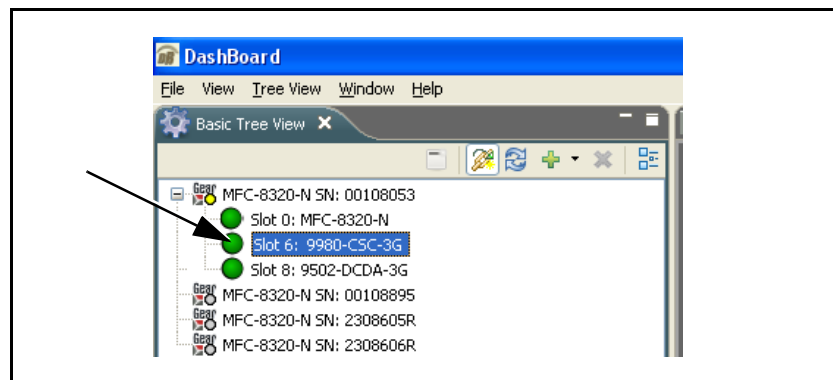 DashBoard
File View Tree View Window Help
Basic Tree View
Gear MFC-8320-N SN: 00108053
Slot 0: MFC-8320-N
Slot 6: 9980-CSC-3G
Slot 8: 9502-DCDA-3G
Gear MFC-8320-N SN: 00108895
Gear MFC-8320-N SN: 2308605R
Gear MFC-8320-N SN: 2308606R